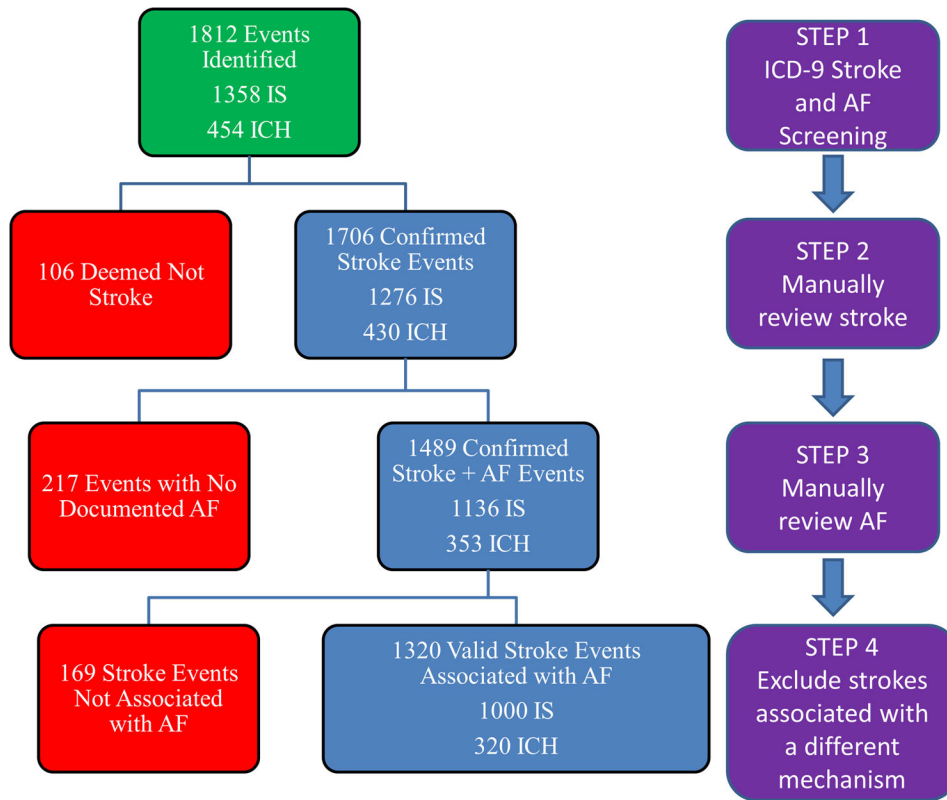 1812 Events
Identified
1358 IS
454 ICH
STEP 1
ICD-9 Stroke
and AF
Screening
106 Deemed Not
Stroke
1706 Confirmed
Stroke Events
1276 IS
430 ICH
STEP 2
Manually
review stroke
217 Events with No
Documented AF
1489 Confirmed
Stroke + AF Events
1136 IS
353 ICH
STEP 3
Manually
review AF
169 Stroke Events
Not Associated
with AF
1320 Valid Stroke Events
Associated with AF
1000 IS
320 ICH
STEP 4
Exclude strokes
associated with
a different
mechanism